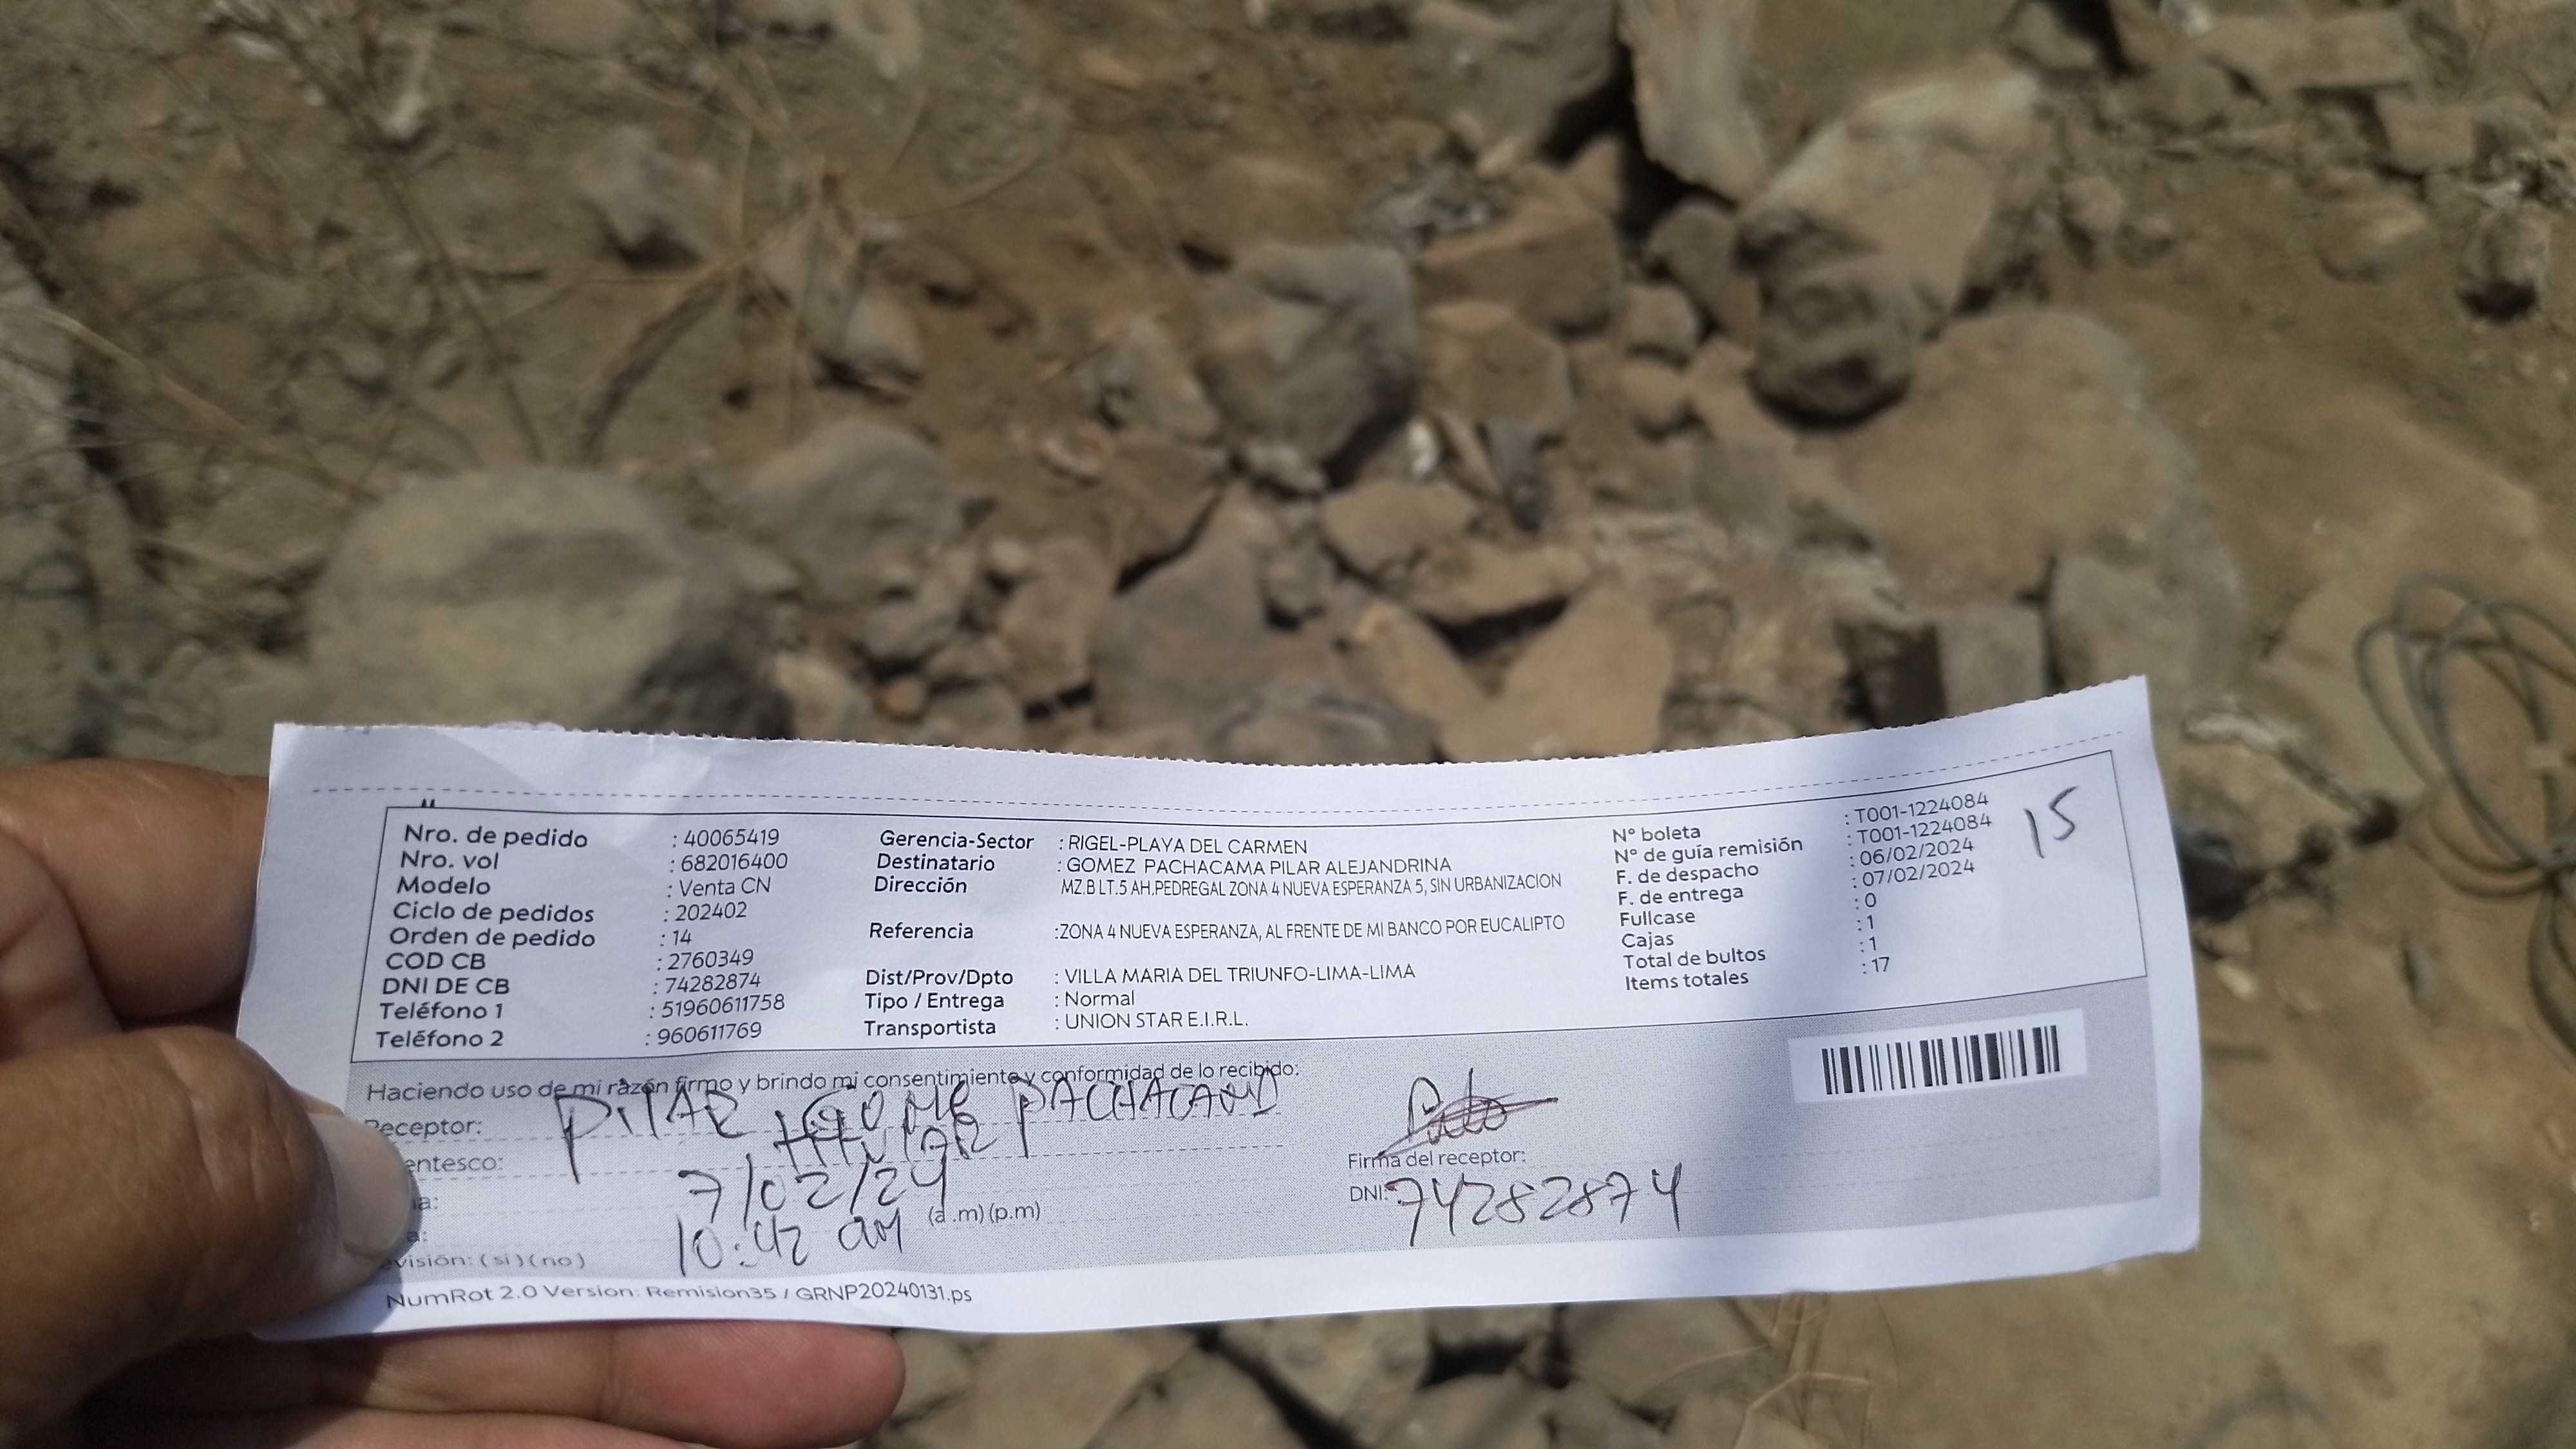 Nro. de pedido : 40065419
Nro. vol : 682016400
Modelo : Venta CN
Ciclo de pedidos : 202402
Orden de pedido : 14
COD CB : 2760349
DNI DE CB : 74282874
Teléfono 1 : 51960611758
Teléfono 2 : 960611769
Gerencia-Sector : RIGEL-PLAYA DEL CARMEN
Destinatario : GOMEZ PACHACAMA PILAR ALEJANDRINA
Dirección MZ.B LT.5 AH.PEDREGAL ZONA 4 NUEVA ESPERANZA 5, SIN URBANIZACION
Referencia :ZONA 4 NUEVA ESPERANZA, AL FRENTE DE MI BANCO POR EUCALIPTO
Dist/Prov/Dpto : VILLA MARIA DEL TRIUNFO-LIMA-LIMA
Tipo / Entrega : Normal
Transportista : UNION STAR E.I.R.L.
N° boleta : T001-1224084
N° de guía remisión : T001-1224084
F. de despacho : 06/02/2024
F. de entrega : 07/02/2024
Fullcase : 0
Cajas : 1
Total de bultos : 1
Items totales : 17
15
Haciendo uso de mi razón firmo y brindo mi consentimiento y conformidad de lo recibido:
Receptor: PILAR GOME PACHACAMA
entesco: TITULAR
a: 7/02/24
a: 10:42 am (a.m)(p.m)
visión: (si)(no)
Firma del receptor:
DNI: 74282874
NumRot 2.0 Version: Remision35 / GRNP20240131.ps